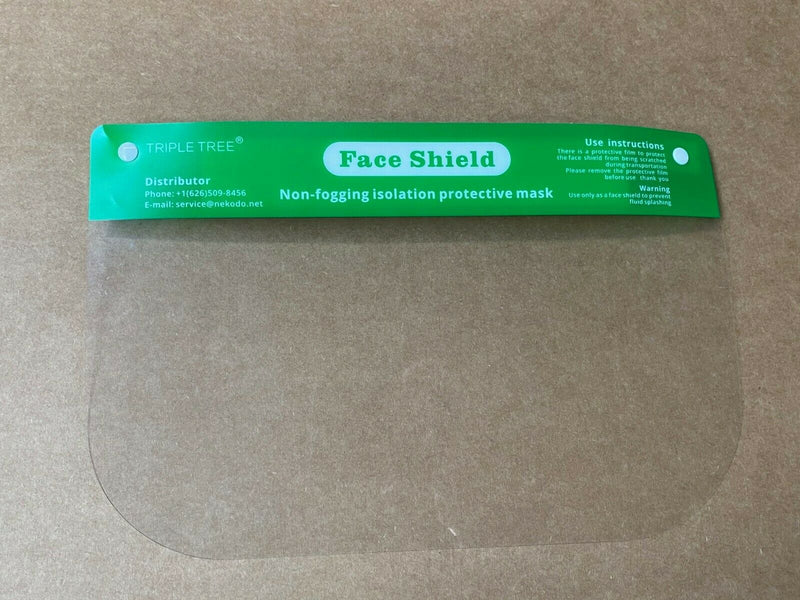 TRIPLE TREE®
Distributor
Phone: +1(626)509-8456
E-mail: service@nekodo.net
Face Shield
Non-fogging isolation protective mask
Use instructions
There is a protective film to protect
the face shield from being scratched
during transportation
Please remove the protective film
before use thank you
Warning
Use only as a face shield to prevent
fluid splashing